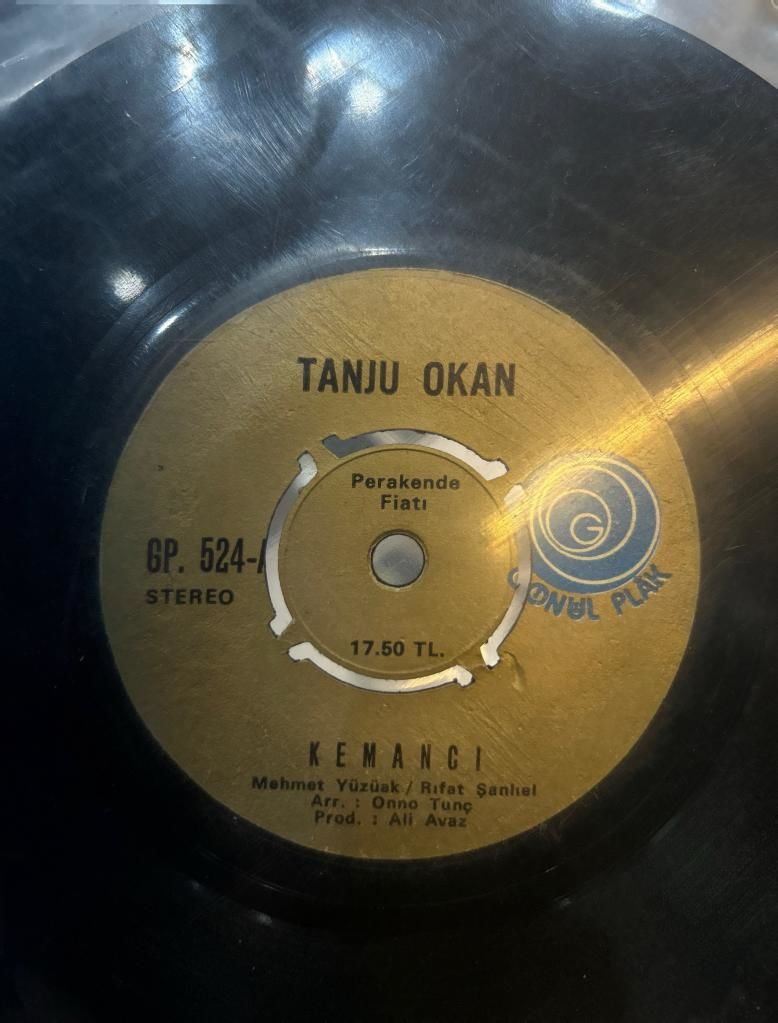 TANJU OKAN
Perakende
Fiatı
GP. 524-A
STEREO
G
GÖNÜL PLÂK
17.50 TL.
KEMANCI
Mehmet Yüzüak / Rıfat Şanlıel
Arr. : Onno Tunç
Prod. : Ali Avaz